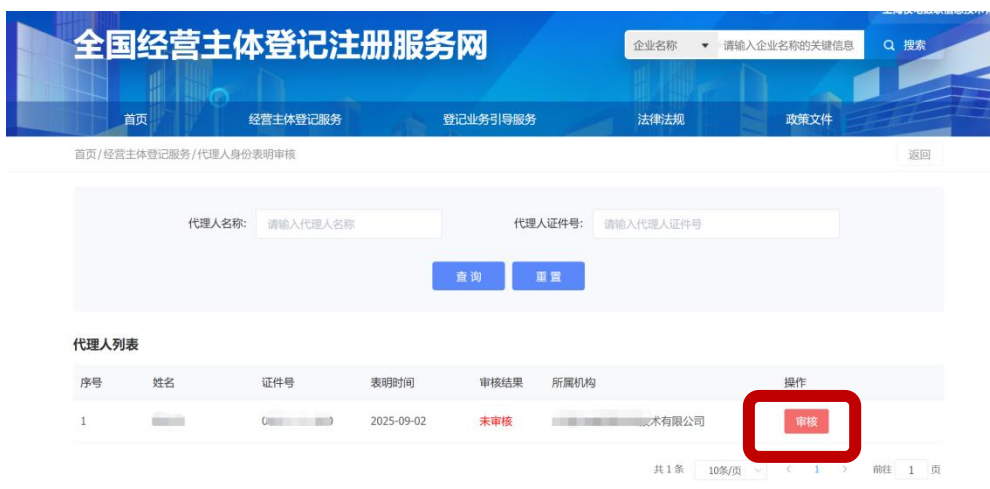 全国经营主体登记注册服务网
企业名称 请输入企业名称的关键信息 搜索
首页 经营主体登记服务 登记业务引导服务 法律法规 政策文件
首页/经营主体登记服务/代理人身份表明审核 返回
代理人名称: 请输入代理人名称 代理人证件号: 请输入代理人证件号
查询 重置
代理人列表
序号 姓名 证件号 表明时间 审核结果 所属机构 操作
1 2025-09-02 未审核 术有限公司 审核
共 1 条 10条/页 < 1 > 前往 1 页